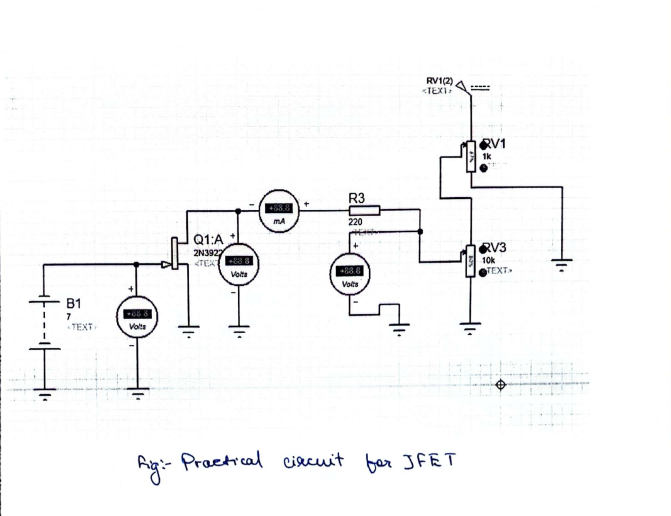 RV1(2)
<TEXT>
RV1
1k
R3
220
<TEXT>
+88.8
mA
Q1:A
2N3922
<TEXT
+88.8
Volts
+88.8
Volts
RV3
10k
<TEXT>
B1
7
<TEXT>
+88.8
Volts
Fig:- Practical circuit for JFET